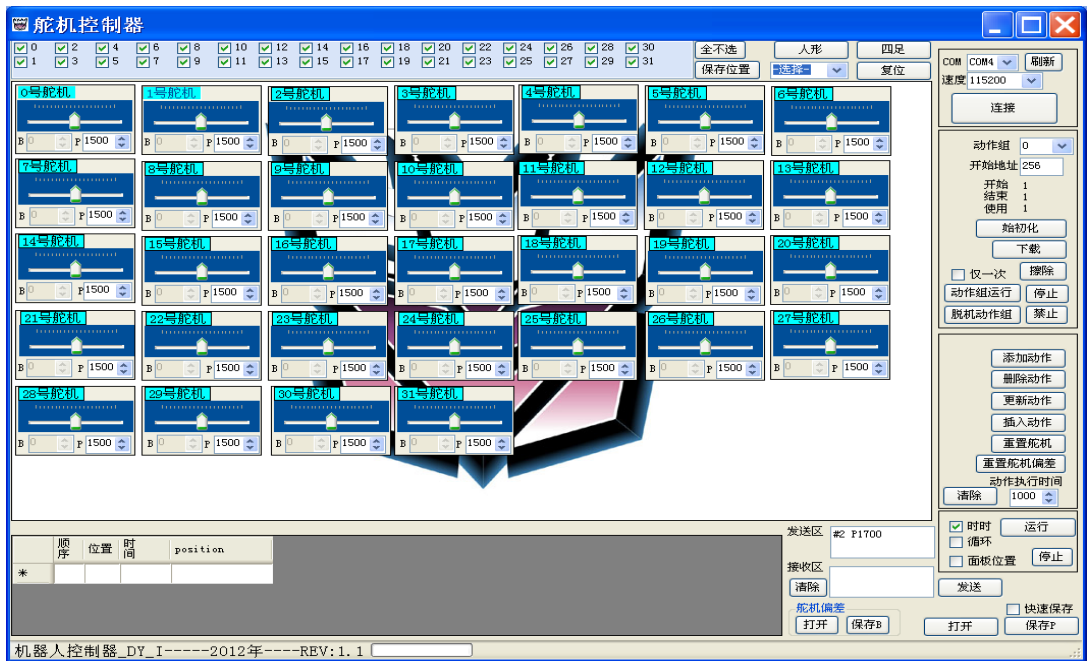 舵机控制器
0 2 4 6 8 10 12 14 16 18 20 22 24 26 28 30 全不选 人形 四足
1 3 5 7 9 11 13 15 17 19 21 23 25 27 29 31 保存位置 -选择- 复位
COM COM4 刷新
速度 115200
连接
0号舵机 1号舵机 2号舵机 3号舵机 4号舵机 5号舵机 6号舵机
B 0 P 1500 B 0 P 1500 B 0 P 1500 B 0 P 1500 B 0 P 1500 B 0 P 1500 B 0 P 1500
7号舵机 8号舵机 9号舵机 10号舵机 11号舵机 12号舵机 13号舵机
B 0 P 1500 B 0 P 1500 B 0 P 1500 B 0 P 1500 B 0 P 1500 B 0 P 1500 B 0 P 1500
14号舵机 15号舵机 16号舵机 17号舵机 18号舵机 19号舵机 20号舵机
B 0 P 1500 B 0 P 1500 B 0 P 1500 B 0 P 1500 B 0 P 1500 B 0 P 1500 B 0 P 1500
21号舵机 22号舵机 23号舵机 24号舵机 25号舵机 26号舵机 27号舵机
B 0 P 1500 B 0 P 1500 B 0 P 1500 B 0 P 1500 B 0 P 1500 B 0 P 1500 B 0 P 1500
28号舵机 29号舵机 30号舵机 31号舵机
B 0 P 1500 B 0 P 1500 B 0 P 1500 B 0 P 1500
动作组 0
开始地址 256
开始 1
结束 1
使用 1
始初化
下载
仅一次 擦除
动作组运行 停止
脱机动作组 禁止
添加动作
删除动作
更新动作
插入动作
重置舵机
重置舵机偏差
动作执行时间
清除 1000
时时 运行
循环
面板位置 停止
顺序 位置 时间 position
*
发送区 #2 P1700
接收区
清除 发送
舵机偏差 快速保存
打开 保存B 打开 保存P
机器人控制器_DY_I-----2012年----REV:1.1